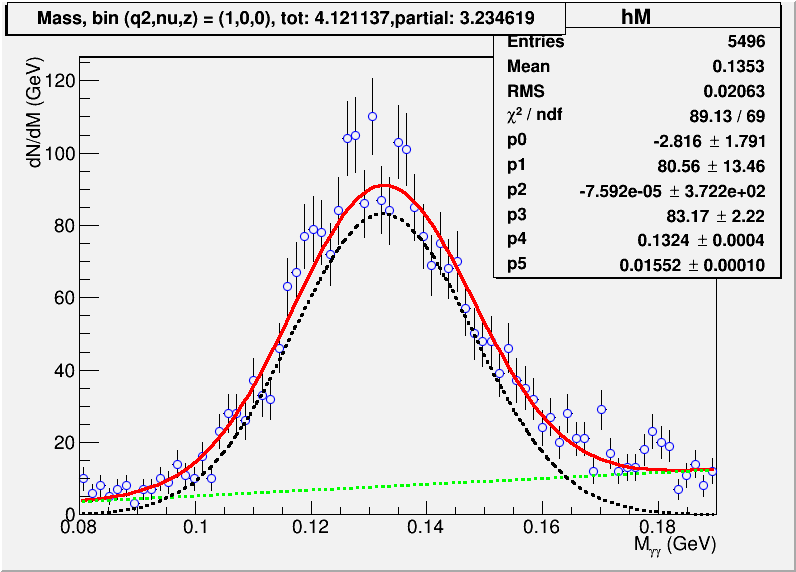 Mass, bin (q2,nu,z) = (1,0,0), tot: 4.121137,partial: 3.234619
hM
Entries 5496
Mean 0.1353
RMS 0.02063
χ² / ndf 89.13 / 69
p0 -2.816 ± 1.791
p1 80.56 ± 13.46
p2 -7.592e-05 ± 3.722e+02
p3 83.17 ± 2.22
p4 0.1324 ± 0.0004
p5 0.01552 ± 0.00010
dN/dM (GeV)
120
100
80
60
40
20
0
0.08 0.1 0.12 0.14 0.16 0.18
Mγγ (GeV)